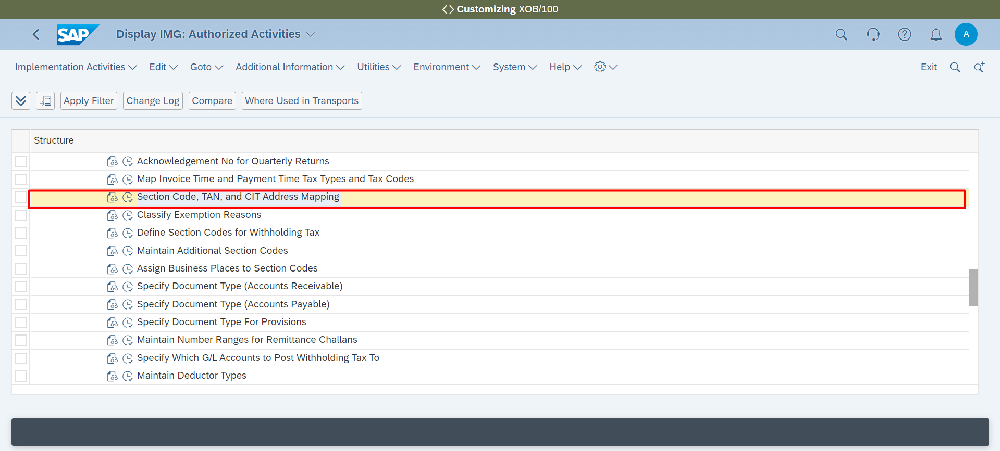 Customizing XOB/100
SAP Display IMG: Authorized Activities A
Implementation Activities Edit Goto Additional Information Utilities Environment System Help Exit
Apply Filter Change Log Compare Where Used in Transports
Structure
Acknowledgement No for Quarterly Returns
Map Invoice Time and Payment Time Tax Types and Tax Codes
Section Code, TAN, and CIT Address Mapping
Classify Exemption Reasons
Define Section Codes for Withholding Tax
Maintain Additional Section Codes
Assign Business Places to Section Codes
Specify Document Type (Accounts Receivable)
Specify Document Type (Accounts Payable)
Specify Document Type For Provisions
Maintain Number Ranges for Remittance Challans
Specify Which G/L Accounts to Post Withholding Tax To
Maintain Deductor Types